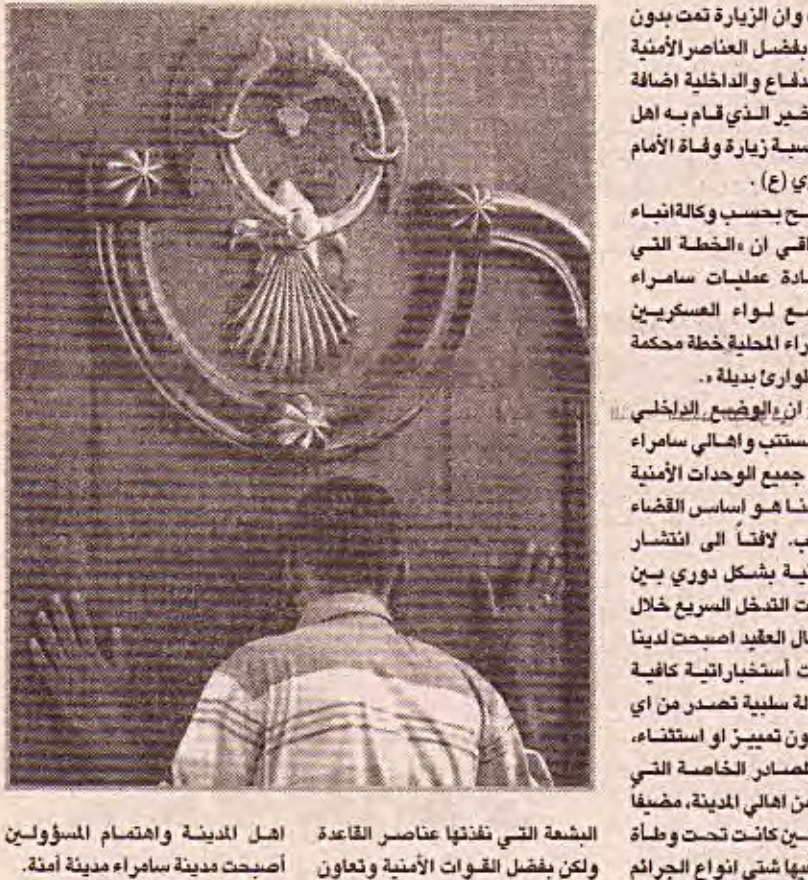 وان الزيارة تمت بدون
بفضل العناصر الأمنية
دفاع والداخلية اضافة
خير الذي قام به اهل
سبة زيارة وفاة الأمام
ي (ع).
ح بحسب وكالة انباء
اقي ان «الخطة التي
ادة عمليات سامراء
ع لواء العسكريين
راء المحلية خطة محكمة
طوارئ بديلة».
ان «الوضع الداخلي
ستتب واهالي سامراء
جميع الوحدات الأمنية
نا هو اساس القضاء
ب. لافتاً الى انتشار
ية بشكل دوري بين
ت التدخل السريع خلال
ال العقيد اصبحت لدينا
ت أستخباراتية كافية
لة سلبية تصدر من اي
ون تمييز او استثناء،
لصادر الخاصة التي
من اهالي المدينة، مضيفاً
ين كانت تحت وطأة
يها شتى انواع الجرائم
البشعة التي نفذتها عناصر القاعدة
ولكن بفضل القوات الأمنية وتعاون
اهل المدينة واهتمام المسؤولين
أصبحت مدينة سامراء مدينة آمنة.